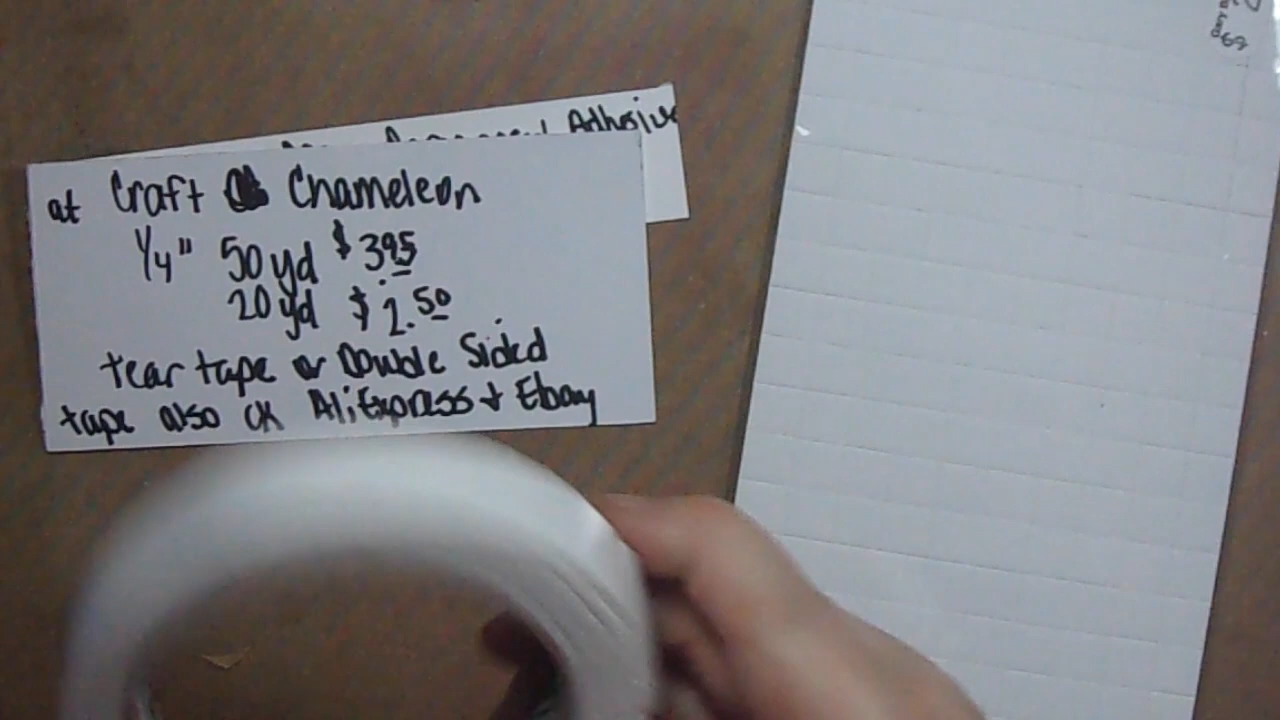 Adhesive
at Craft Chameleon
1/4" 50 yd $3.95
20 yd $2.50
tear tape or Double Sided
tape also on AliExpress + Ebay